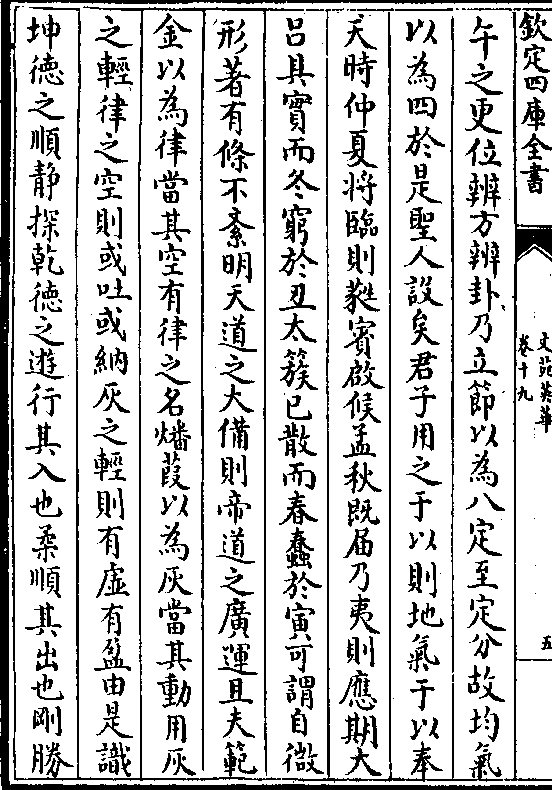 欽定四庫全書
文苑英華
卷十九
五
午之更位辨方辨卦乃立節以為八定至定分故均氣
以為四於是聖人設矣君子用之于以則地氣于以奉
天時仲夏將臨則蕤賓啟候孟秋既届乃夷則應期大
吕具實而冬窮於丑太簇已散而春蠢於寅可謂自微
形著有條不紊明天道之大備則帝道之廣運且夫範
金以為律當其空有律之名燔葭以為灰當其動用灰
之輕律之空則或吐或納灰之輕則有虚有盈由是識
坤德之順静探乾德之遊行其入也柔順其出也剛勝